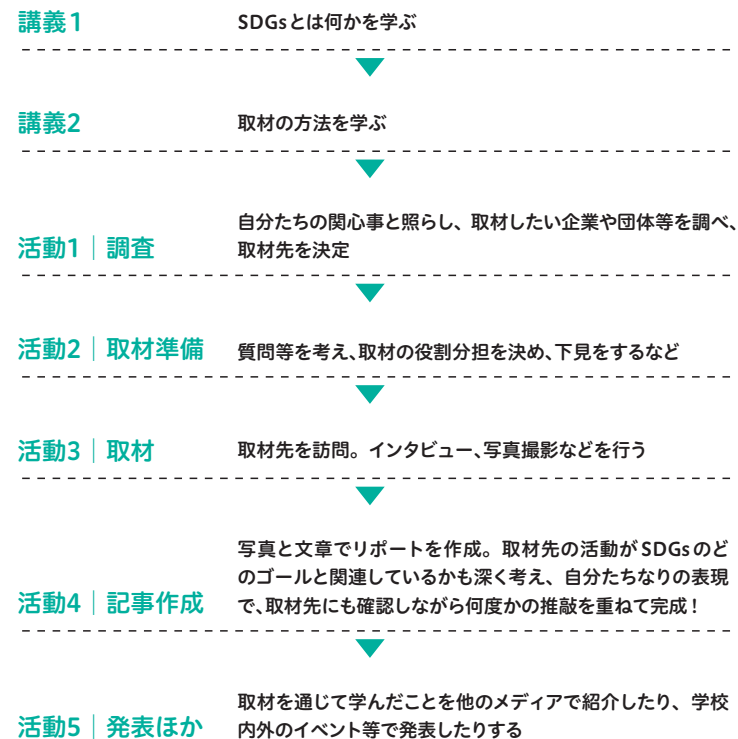 講義1
SDGsとは何かを学ぶ
講義2
取材の方法を学ぶ
自分たちの関心事と照らし、取材したい企業や団体等を調べ、
活動1｜調査
取材先を決定
活動2｜取材準備
質問等を考え、取材の役割分担を決め、下見をするなど
活動3｜取材
取材先を訪問。インタビュー、写真撮影などを行う
写真と文章でリポートを作成。取材先の活動がSDGsのど
のゴールと関連しているかも深く考え、自分たちなりの表現
活動4｜記事作成
で、取材先にも確認しながら何度かの推敲を重ねて完成！
取材を通じて学んだことを他のメディアで紹介したり、学校
活動5｜発表ほか
内外のイベント等で発表したりする